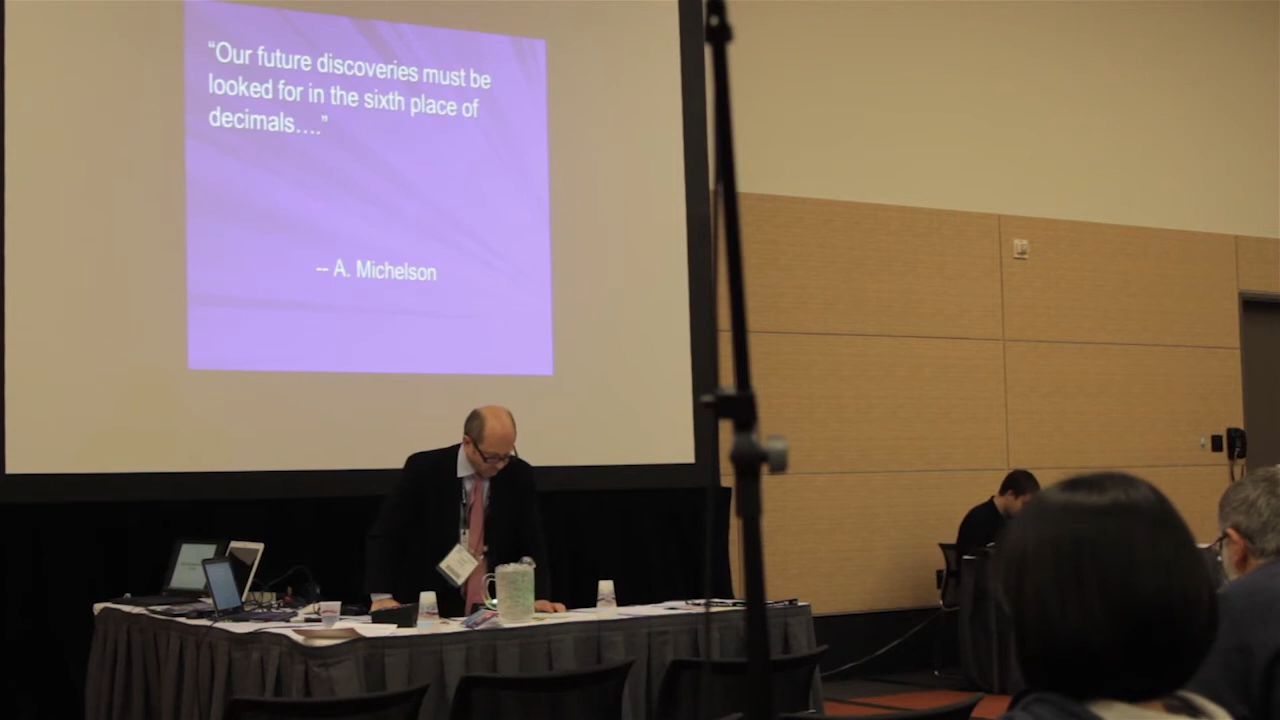 “Our future discoveries must be
looked for in the sixth place of
decimals….”
-- A. Michelson